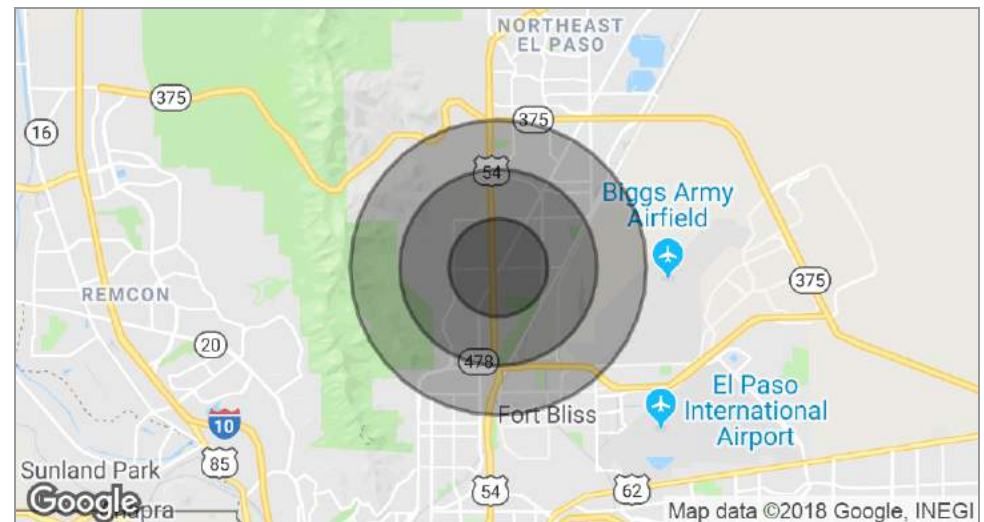 NORTHEAST
EL PASO
375
375
16
54
Biggs Army
Airfield
375
REMCON
20
478
El Paso
International
Airport
Fort Bliss
10
85
Sunland Park
54
62
Google
Map data ©2018 Google, INEGI